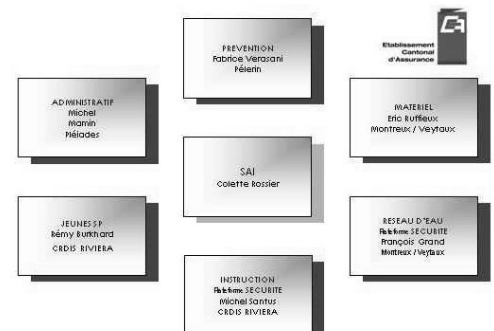 PREVENTION
Fabrice Verasani
Pélerin
Etablissement
Cantonal
d'Assurance
ADMINISTRATIF
Michel
Mamin
Pléiades
MATERIEL
Eric Ruffieux
Montreux / Veytaux
SAI
Colette Rossier
JEUNES SP
Rémy Burkhard
CRDIS RIVIERA
RESEAU D'EAU
Plateforme SECURITE
François Grand
Montreux / Veytaux
INSTRUCTION
Plateforme SECURITE
Michel Santus
CRDIS RIVIERA